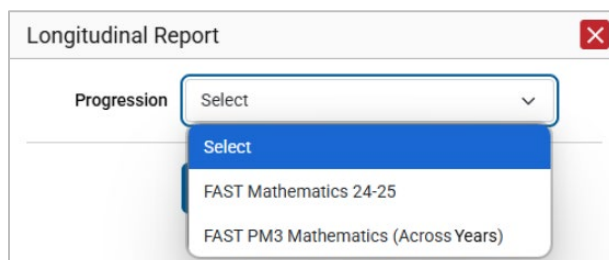 Longitudinal Report
Progression Select
Select
FAST Mathematics 24-25
FAST PM3 Mathematics (Across Years)